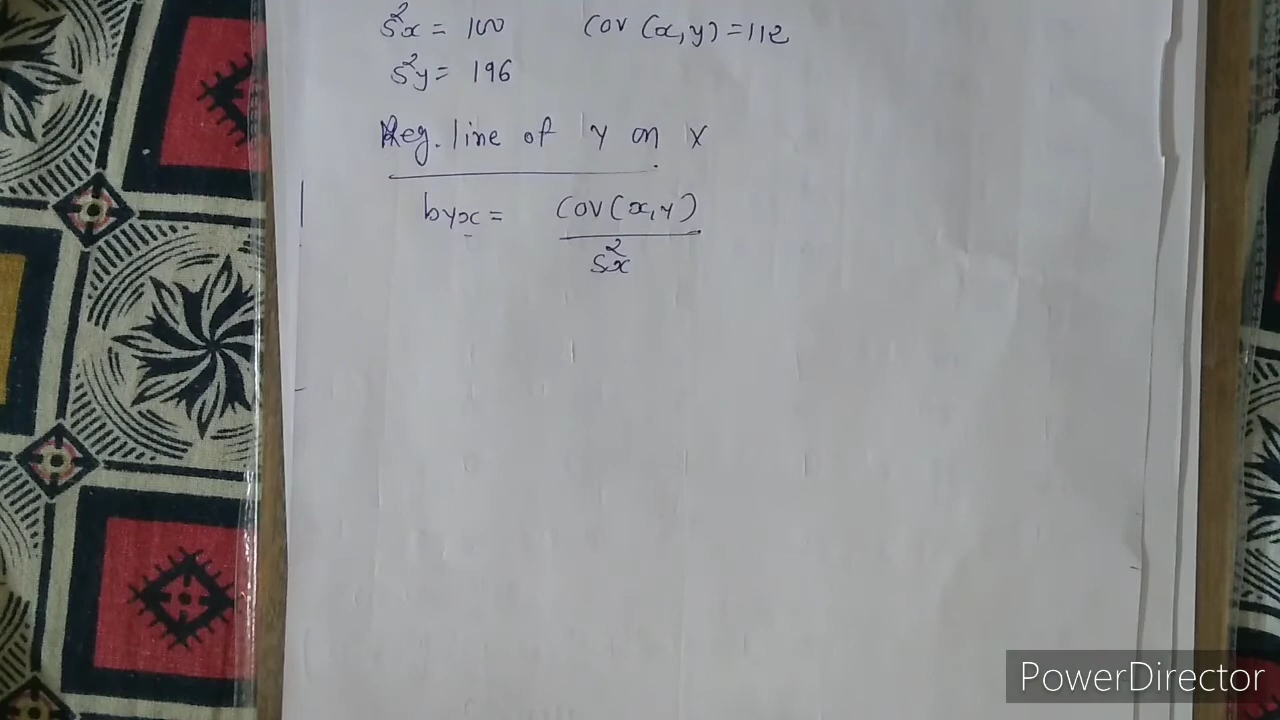 s²x = 100 cov (x,y) = 112
s²y = 196
Reg. line of Y on X
byx = cov (x,y)
s²x
PowerDirector